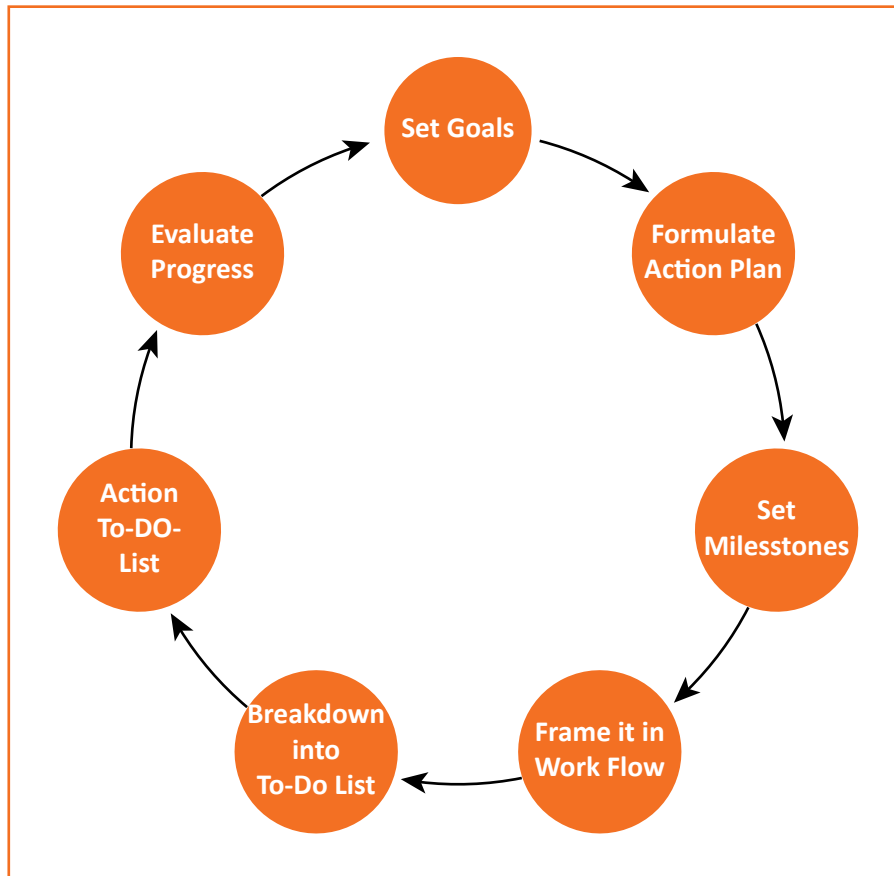 Set Goals
Formulate
Action Plan
Set
Milesstones
Frame it in
Work Flow
Breakdown
into
To-Do List
Action
To-DO-
List
Evaluate
Progress